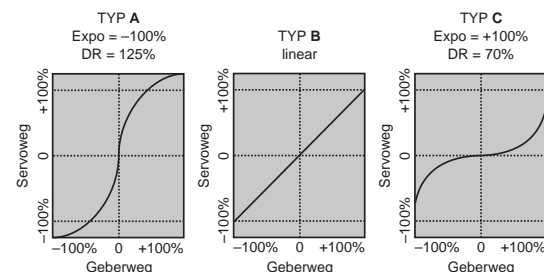 TYP A
Expo = –100%
DR = 125%
Servoweg
+100%
0
–100%
–100% 0 +100%
Geberweg
TYP B
linear
Servoweg
+100%
0
–100%
–100% 0 +100%
Geberweg
TYP C
Expo = +100%
DR = 70%
Servoweg
+100%
0
–100%
–100% 0 +100%
Geberweg